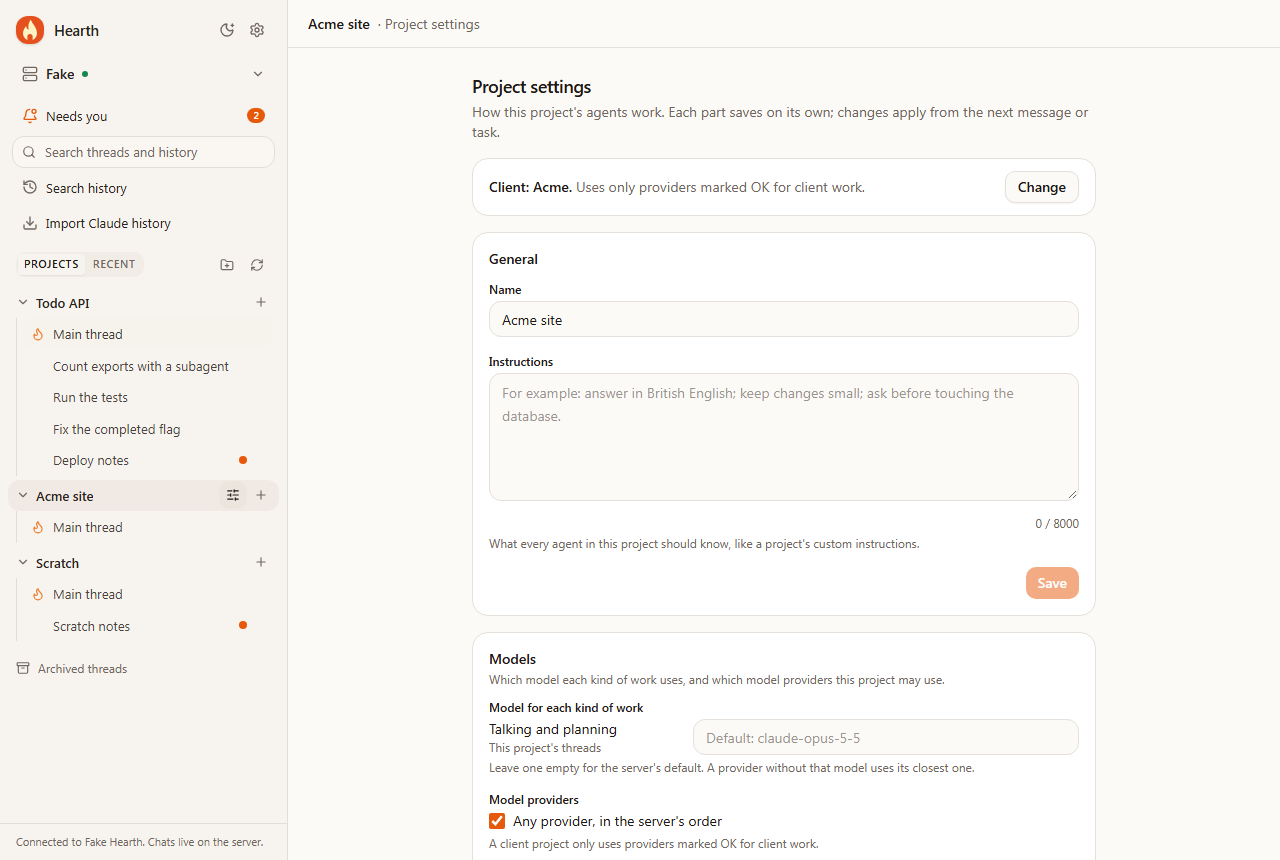 Hearth
Fake
Needs you
2
Search threads and history
Search history
Import Claude history
PROJECTS RECENT
Todo API
Main thread
Count exports with a subagent
Run the tests
Fix the completed flag
Deploy notes
Acme site
Main thread
Scratch
Main thread
Scratch notes
Archived threads
Connected to Fake Hearth. Chats live on the server.
Acme site · Project settings
Project settings
How this project's agents work. Each part saves on its own; changes apply from the next message or
task.
Client: Acme. Uses only providers marked OK for client work.
Change
General
Name
Acme site
Instructions
For example: answer in British English; keep changes small; ask before touching the
database.
0 / 8000
What every agent in this project should know, like a project's custom instructions.
Save
Models
Which model each kind of work uses, and which model providers this project may use.
Model for each kind of work
Talking and planning
This project's threads
Default: claude-opus-5-5
Leave one empty for the server's default. A provider without that model uses its closest one.
Model providers
Any provider, in the server's order
A client project only uses providers marked OK for client work.